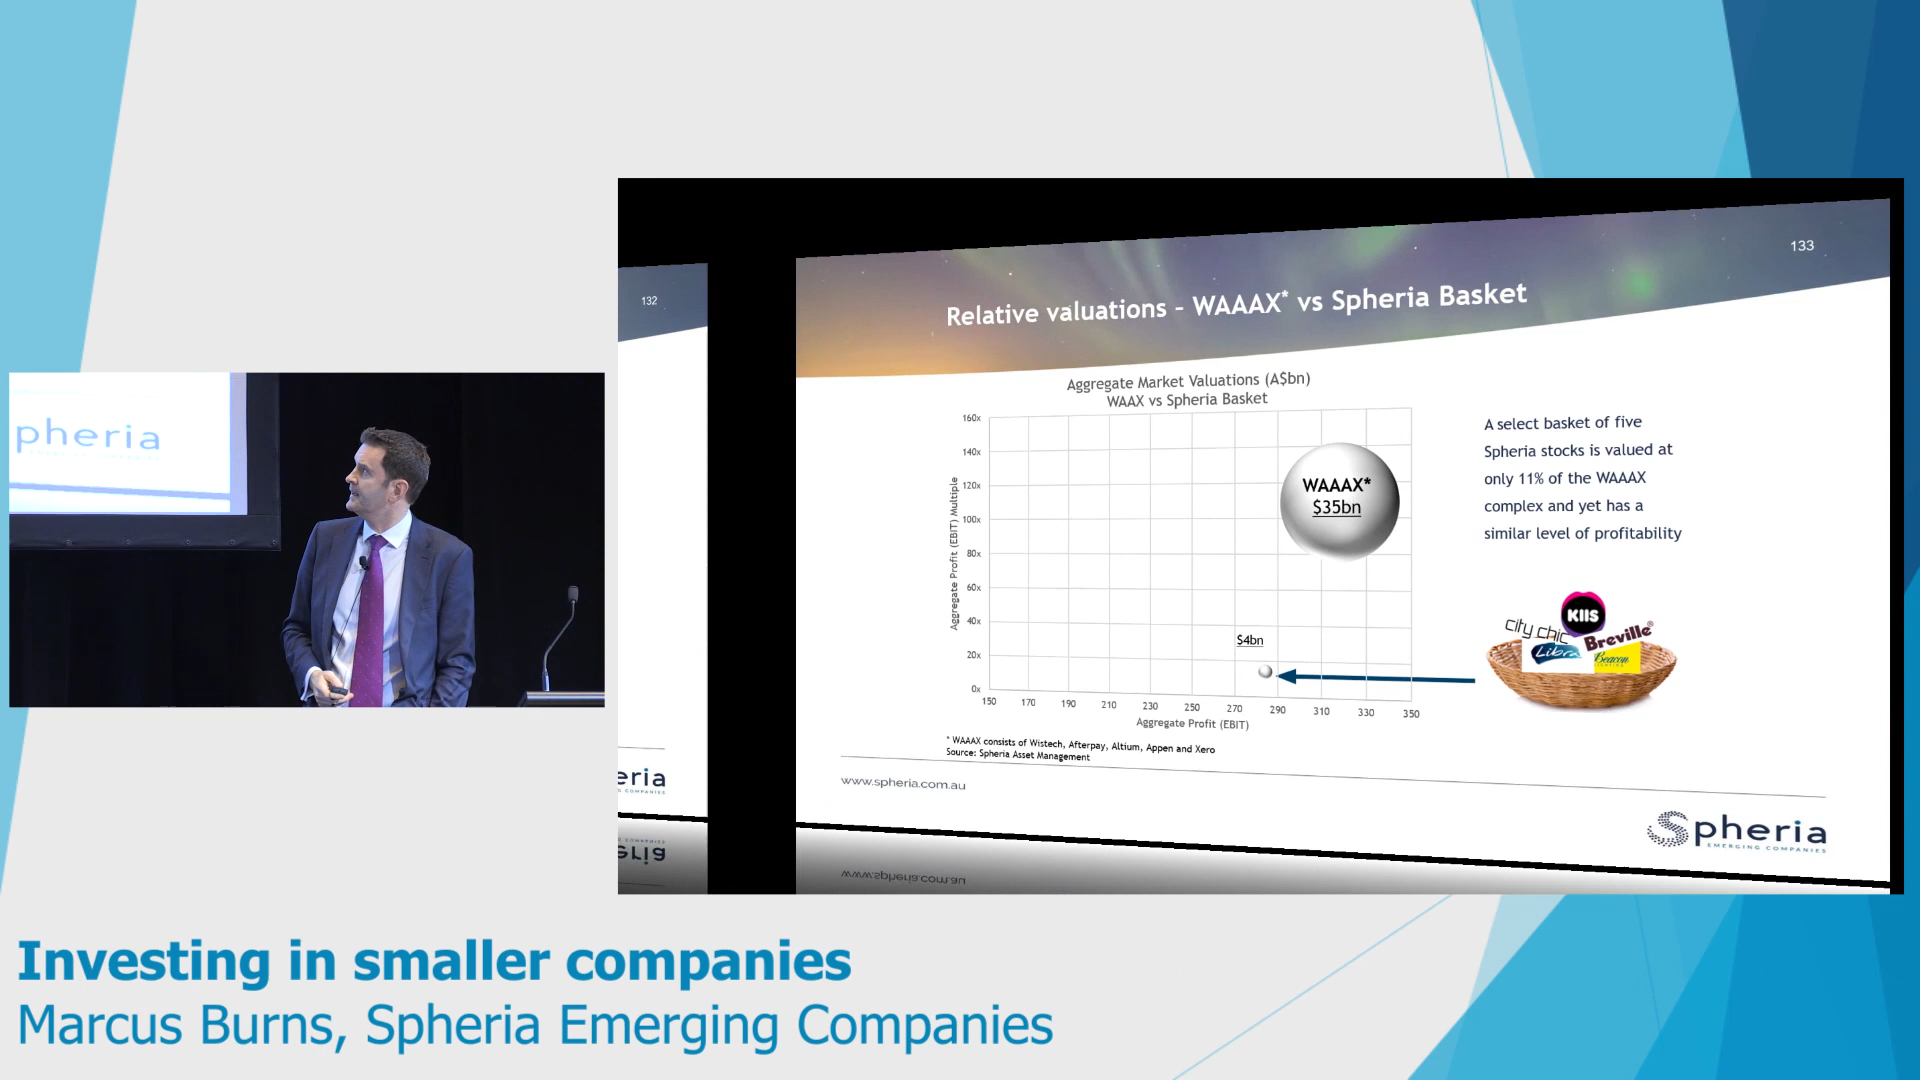 pheria
132
eria
133
Relative valuations – WAAAX* vs Spheria Basket
Aggregate Market Valuations (A$bn)
WAAX vs Spheria Basket
Aggregate Profit (EBIT) Multiple
160x
140x
120x
100x
80x
60x
40x
20x
0x
WAAAX*
$35bn
$4bn
150 170 190 210 230 250 270 290 310 330 350
Aggregate Profit (EBIT)
A select basket of five
Spheria stocks is valued at
only 11% of the WAAAX
complex and yet has a
similar level of profitability
KIIS
city chic
Breville®
Libra
Beacon
LIGHTING
* WAAAX consists of Wistech, Afterpay, Altium, Appen and Xero
Source: Spheria Asset Management
www.spheria.com.au
Spheria
EMERGING COMPANIES
Investing in smaller companies
Marcus Burns, Spheria Emerging Companies